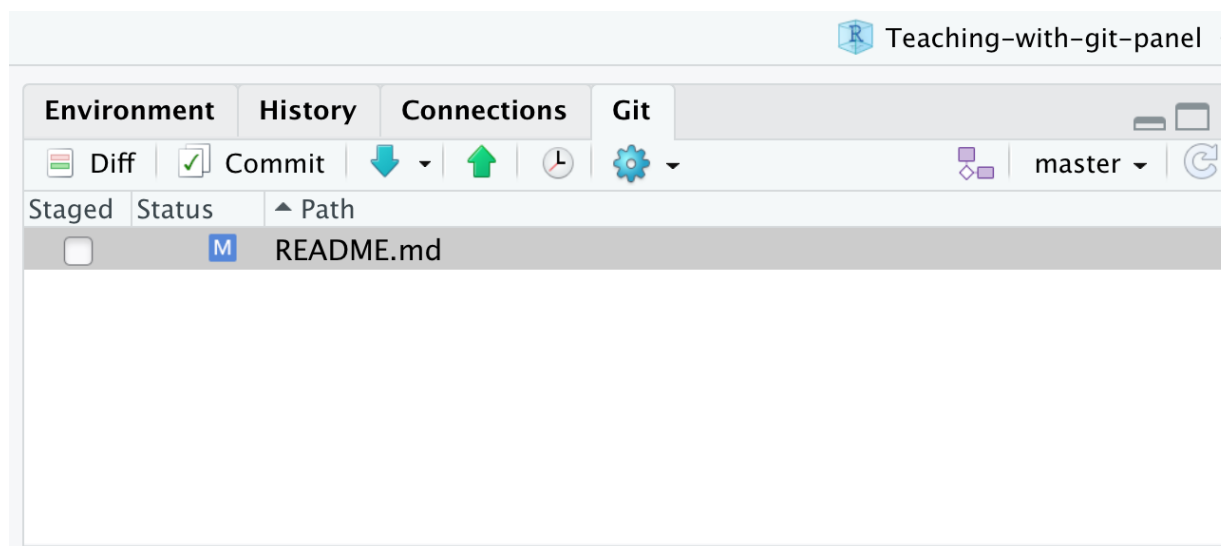 Teaching-with-git-panel
Environment History Connections Git
Diff Commit master
Staged Status Path
M README.md